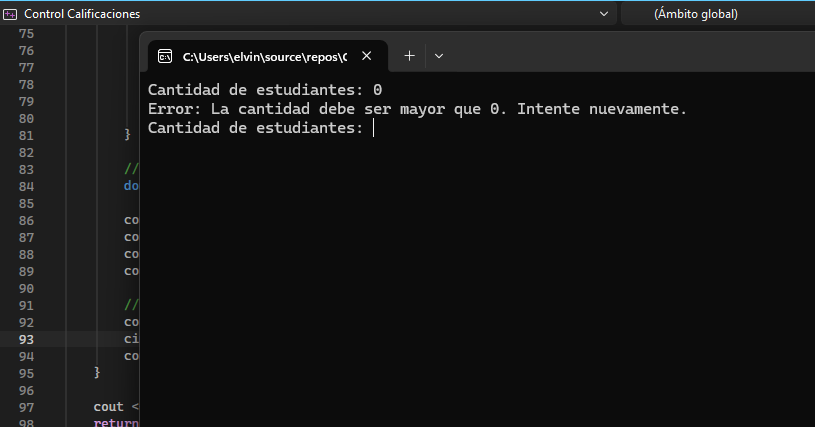 Control Calificaciones
(Ámbito global)
C:\Users\elvin\source\repos\C
Cantidad de estudiantes: 0
Error: La cantidad debe ser mayor que 0. Intente nuevamente.
Cantidad de estudiantes:
75
76
77
78
79
80
81 }
82
83 //
84 do
85
86 co
87 co
88 co
89 co
90
91 //
92 co
93 ci
94 co
95 }
96
97 cout <
98 return